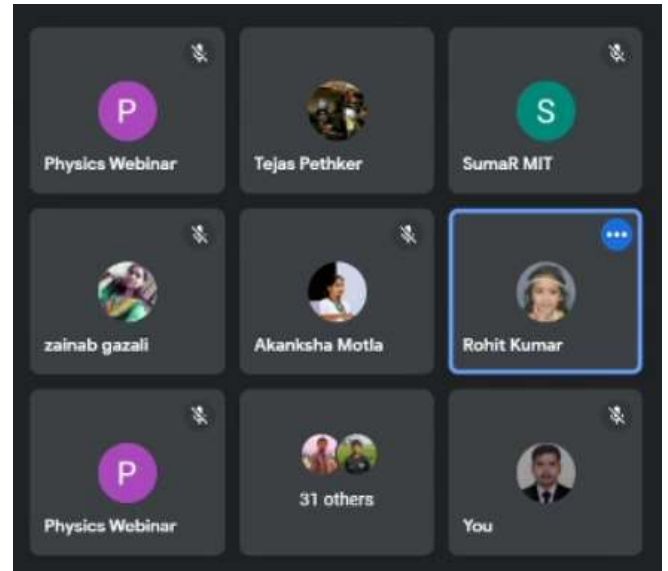 P
Physics Webinar
Tejas Pethker
S
SumaR MIT
zainab gazali
Akanksha Motla
Rohit Kumar
P
Physics Webinar
31 others
You